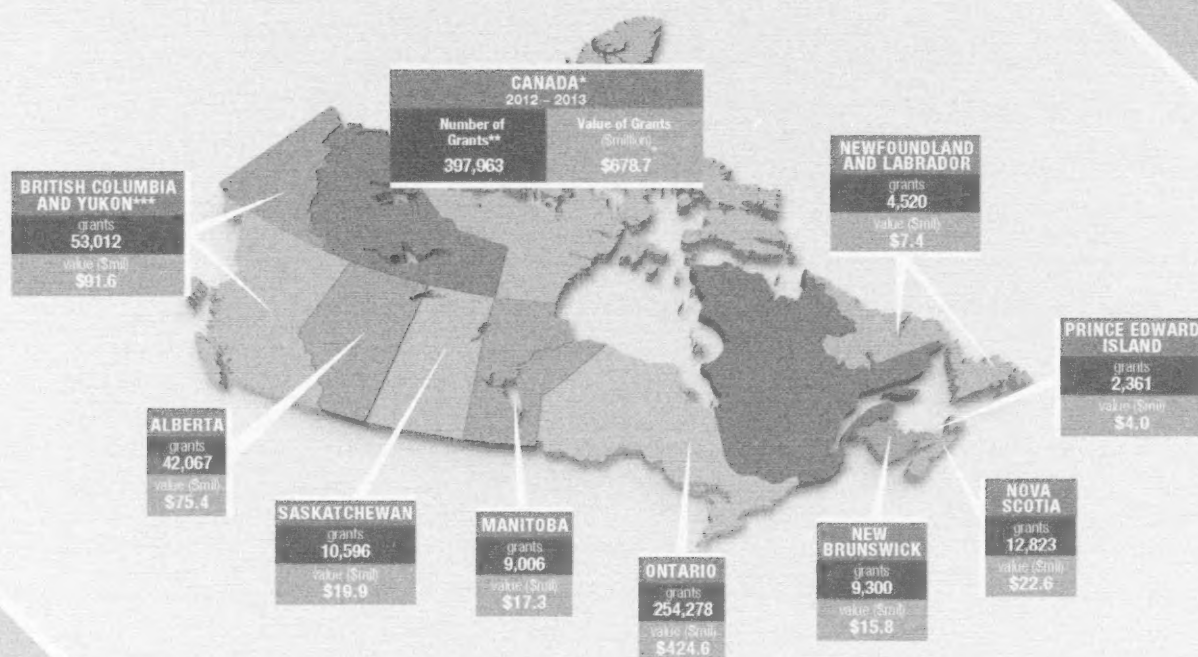 CANADA*
2012 – 2013
Number of
Grants**
397,963
Value of Grants
($million)
$678.7
NEWFOUNDLAND
AND LABRADOR
grants
4,520
value ($mil)
$7.4
BRITISH COLUMBIA
AND YUKON***
grants
53,012
value ($mil)
$91.6
PRINCE EDWARD
ISLAND
grants
2,361
value ($mil)
$4.0
ALBERTA
grants
42,067
value ($mil)
$75.4
SASKATCHEWAN
grants
10,596
value ($mil)
$19.9
MANITOBA
grants
9,006
value ($mil)
$17.3
ONTARIO
grants
254,278
value ($mil)
$424.6
NEW
BRUNSWICK
grants
9,300
value ($mil)
$15.8
NOVA
SCOTIA
grants
12,823
value ($mil)
$22.6